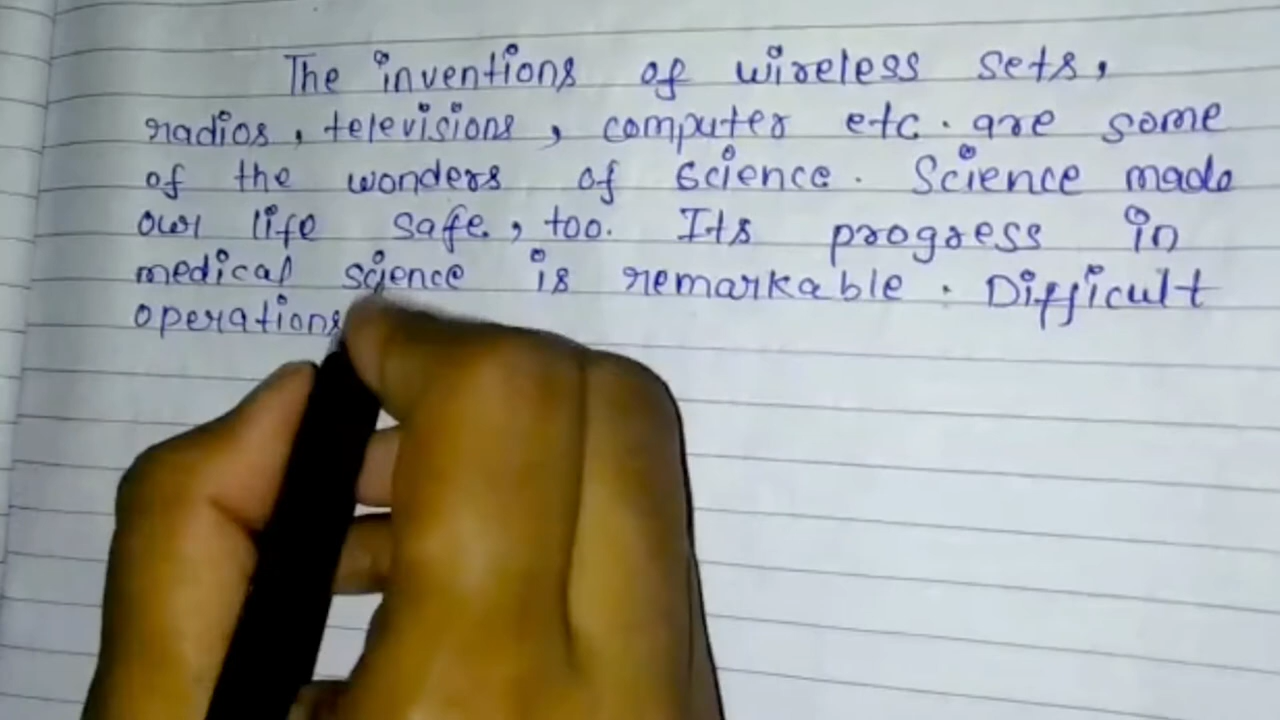 The inventions of wireless sets,
radios, televisions, computer etc. are some
of the wonders of science. Science made
our life safe, too. Its progress in
medical science is remarkable. Difficult
operations